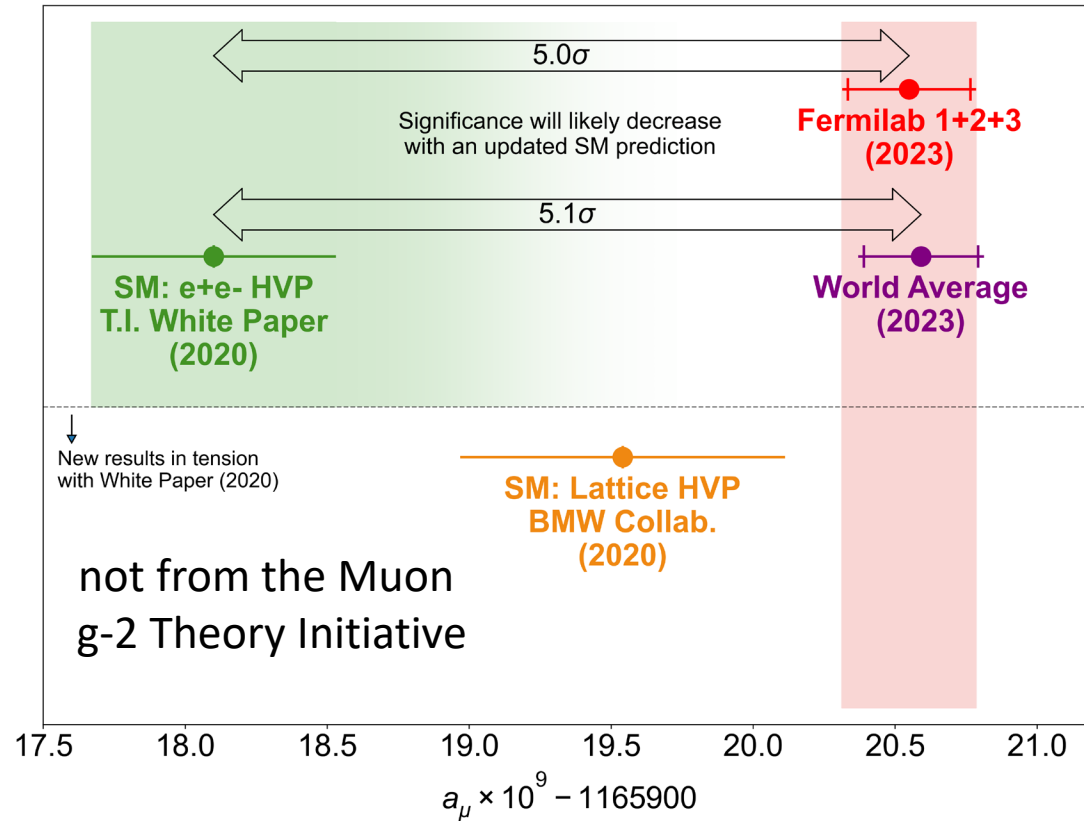 5.0σ
Fermilab 1+2+3
(2023)
Significance will likely decrease
with an updated SM prediction
5.1σ
SM: e+e- HVP
T.I. White Paper
(2020)
World Average
(2023)
New results in tension
with White Paper (2020)
SM: Lattice HVP
BMW Collab.
(2020)
not from the Muon
g-2 Theory Initiative
17.5 18.0 18.5 19.0 19.5 20.0 20.5 21.0
a_μ × 10^9 − 1165900